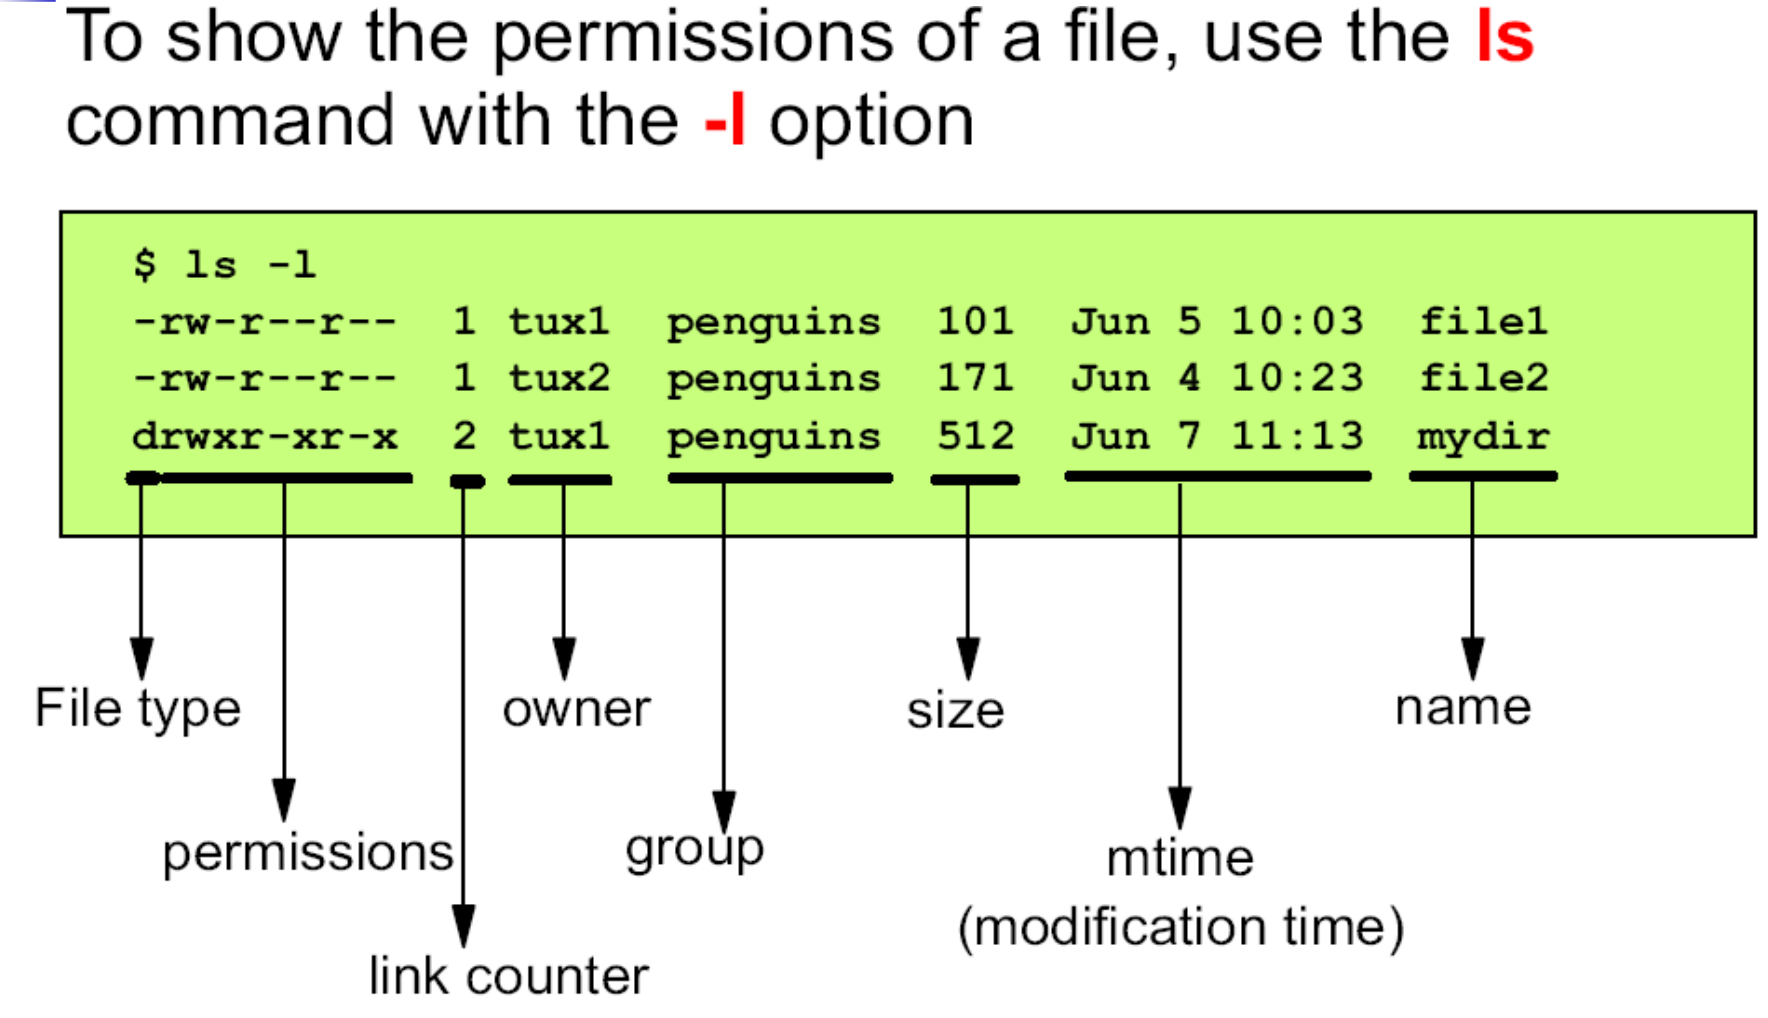 To show the permissions of a file, use the ls
command with the -l option
$ ls -l
-rw-r--r-- 1 tux1 penguins 101 Jun 5 10:03 file1
-rw-r--r-- 1 tux2 penguins 171 Jun 4 10:23 file2
drwxr-xr-x 2 tux1 penguins 512 Jun 7 11:13 mydir
File type owner size name
permissions group mtime
(modification time)
link counter